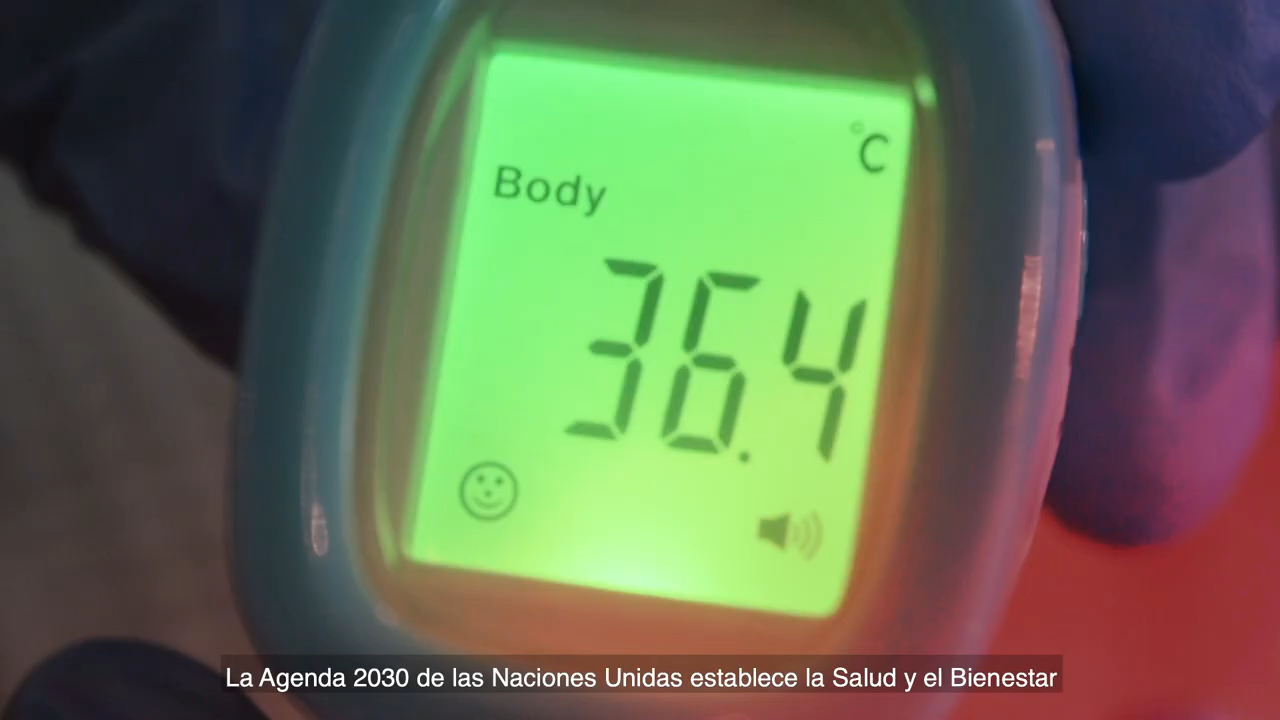 °C
Body
36.4
La Agenda 2030 de las Naciones Unidas establece la Salud y el Bienestar